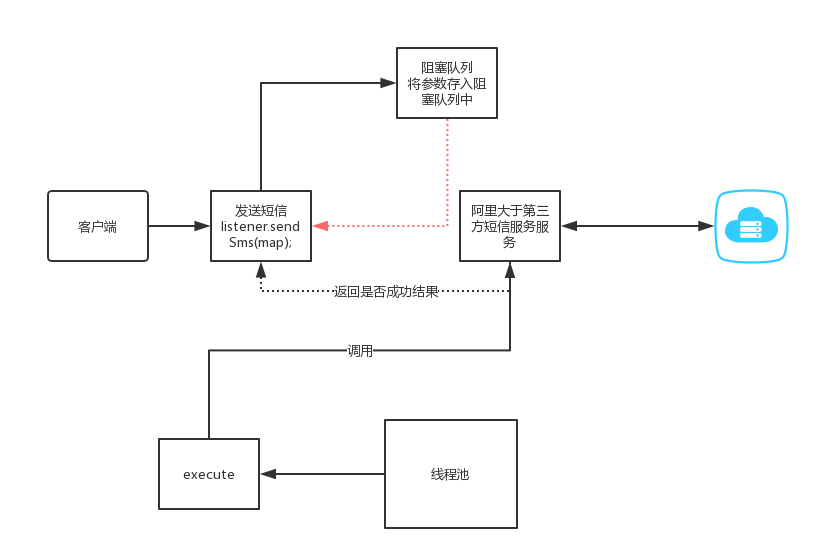 阻塞队列
将参数存入阻
塞队列中
客户端
发送短信
listener.send
Sms(map);
阿里大于第三
方短信服务服
务
返回是否成功结果
调用
execute
线程池